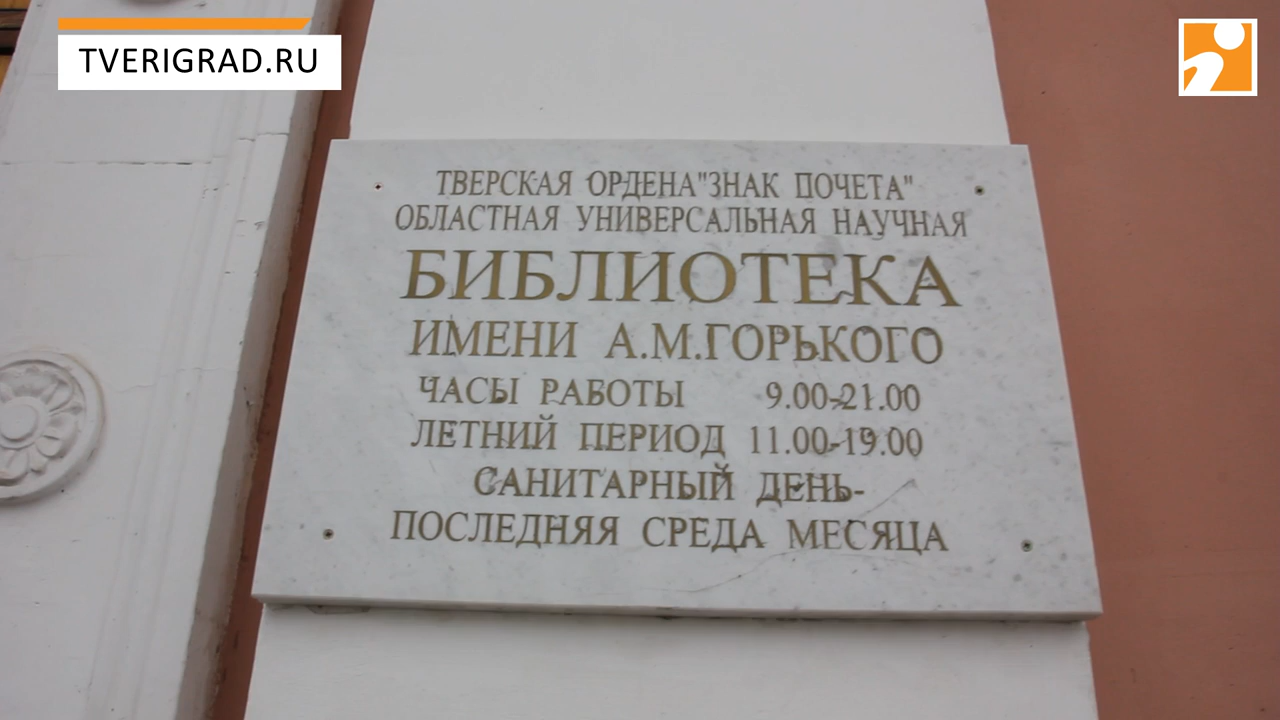 TVERIGRAD.RU
ТВЕРСКАЯ ОРДЕНА"ЗНАК ПОЧЕТА"
ОБЛАСТНАЯ УНИВЕРСАЛЬНАЯ НАУЧНАЯ
БИБЛИОТЕКА
ИМЕНИ А.М.ГОРЬКОГО
ЧАСЫ РАБОТЫ 9.00-21.00
ЛЕТНИЙ ПЕРИОД 11.00-19.00
САНИТАРНЫЙ ДЕНЬ-
ПОСЛЕДНЯЯ СРЕДА МЕСЯЦА